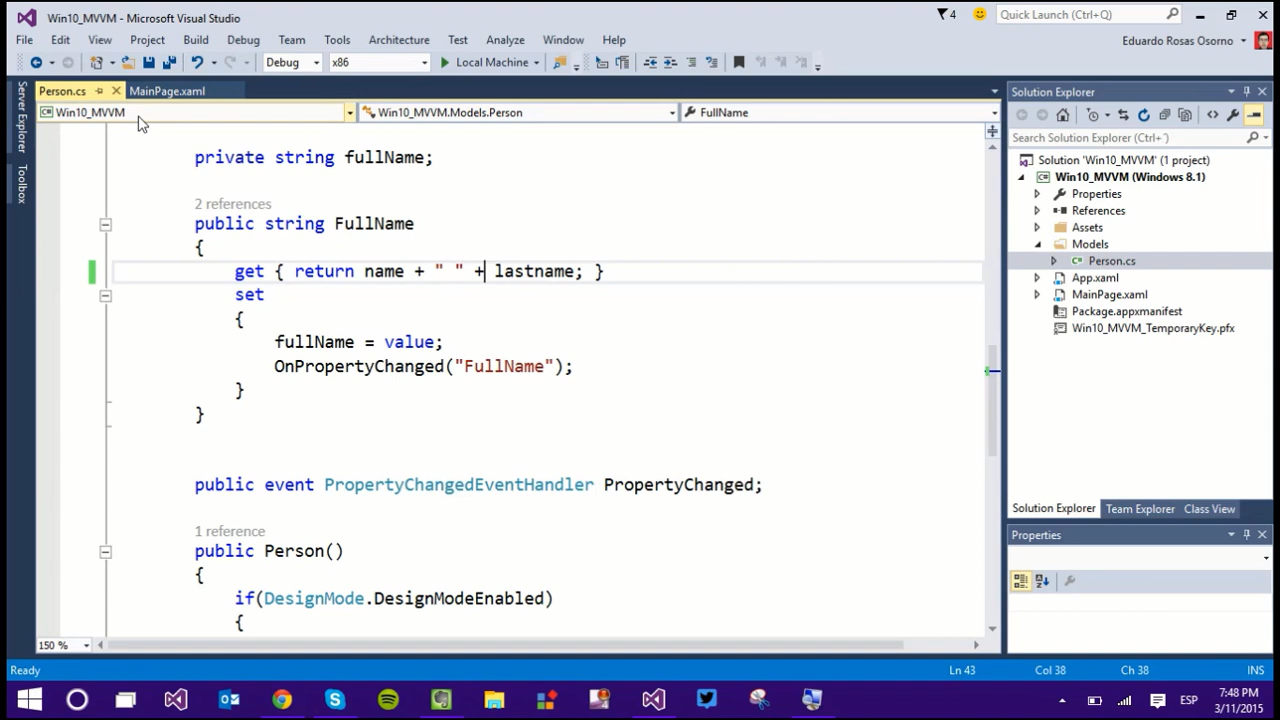 Win10_MVVM - Microsoft Visual Studio
4
Quick Launch (Ctrl+Q)
File Edit View Project Build Debug Team Tools Architecture Test Analyze Window Help
Eduardo Rosas Osorno
Debug x86 Local Machine
Server Explorer
Toolbox
Person.cs MainPage.xaml
Win10_MVVM Win10_MVVM.Models.Person FullName
private string fullName;
2 references
public string FullName
{
get { return name + " " + lastname; }
set
{
fullName = value;
OnPropertyChanged("FullName");
}
}
public event PropertyChangedEventHandler PropertyChanged;
1 reference
public Person()
{
if(DesignMode.DesignModeEnabled)
{
150 %
Solution Explorer
Search Solution Explorer (Ctrl+´)
Solution 'Win10_MVVM' (1 project)
Win10_MVVM (Windows 8.1)
Properties
References
Assets
Models
Person.cs
App.xaml
MainPage.xaml
Package.appxmanifest
Win10_MVVM_TemporaryKey.pfx
Solution Explorer Team Explorer Class View
Properties
Ready Ln 43 Col 38 Ch 38 INS
ESP
7:48 PM
3/11/2015